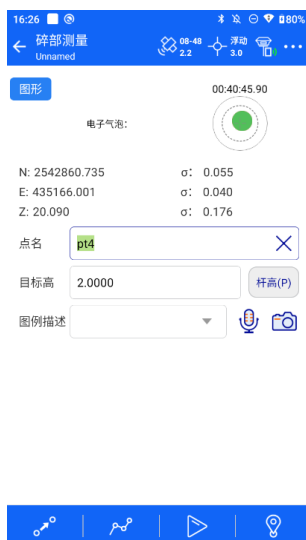 16:26 80%
碎部测量
Unnamed
08-48
2.2
浮动
3.0
图形
00:40:45.90
电子气泡:
N: 2542860.735 σ: 0.055
E: 435166.001 σ: 0.040
Z: 20.090 σ: 0.176
点名 pt4
目标高 2.0000 杆高(P)
图例描述